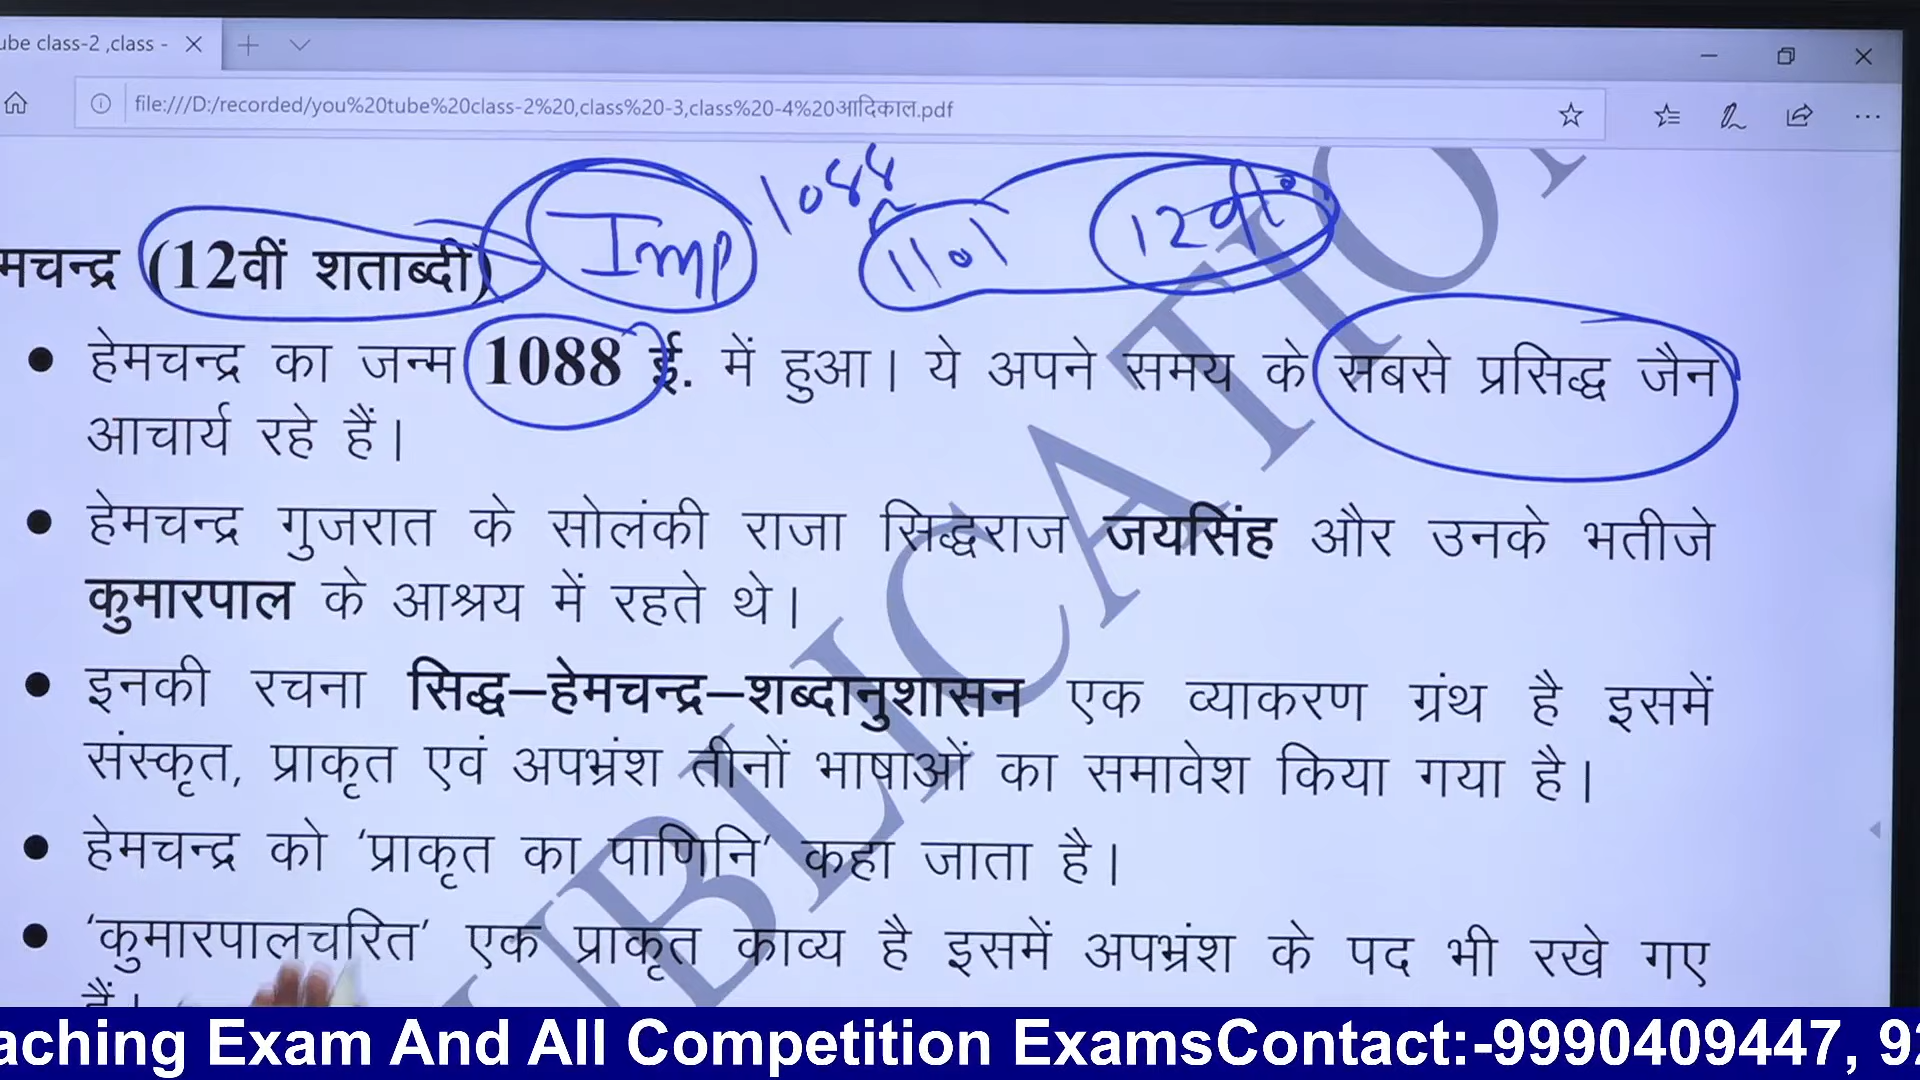 ube class-2 ,class -
file:///D:/recorded/you%20tube%20class-2%20,class%20-3,class%20-4%20आदिकाल.pdf
1088
Imp 1101 12वीं
मचन्द्र (12वीं शताब्दी)
• हेमचन्द्र का जन्म 1088 ई. में हुआ। ये अपने समय के सबसे प्रसिद्ध जैन
आचार्य रहे हैं।
• हेमचन्द्र गुजरात के सोलंकी राजा सिद्धराज जयसिंह और उनके भतीजे
कुमारपाल के आश्रय में रहते थे।
• इनकी रचना सिद्ध–हेमचन्द्र–शब्दानुशासन एक व्याकरण ग्रंथ है इसमें
संस्कृत, प्राकृत एवं अपभ्रंश तीनों भाषाओं का समावेश किया गया है।
• हेमचन्द्र को ‘प्राकृत का पाणिनि’ कहा जाता है।
• ‘कुमारपालचरित’ एक प्राकृत काव्य है इसमें अपभ्रंश के पद भी रखे गए
हैं।
UBLICATION
aching Exam And All Competition ExamsContact:-9990409447, 92